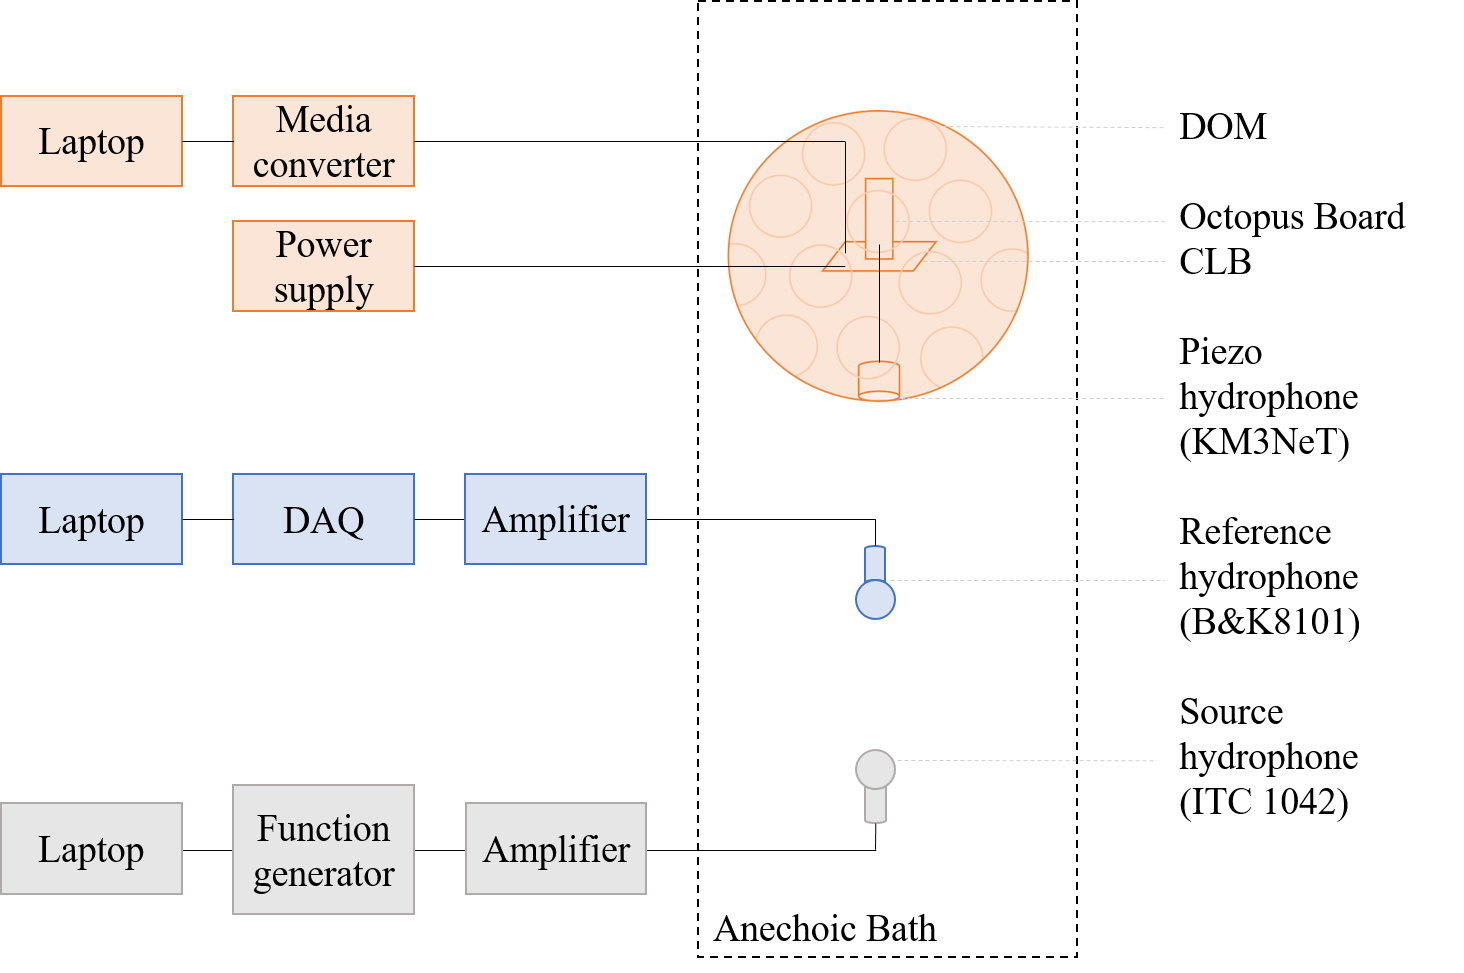 Laptop
Media
converter
Power
supply
DOM
Octopus Board
CLB
Piezo
hydrophone
(KM3NeT)
Laptop
DAQ
Amplifier
Reference
hydrophone
(B&K8101)
Source
hydrophone
(ITC 1042)
Laptop
Function
generator
Amplifier
Anechoic Bath